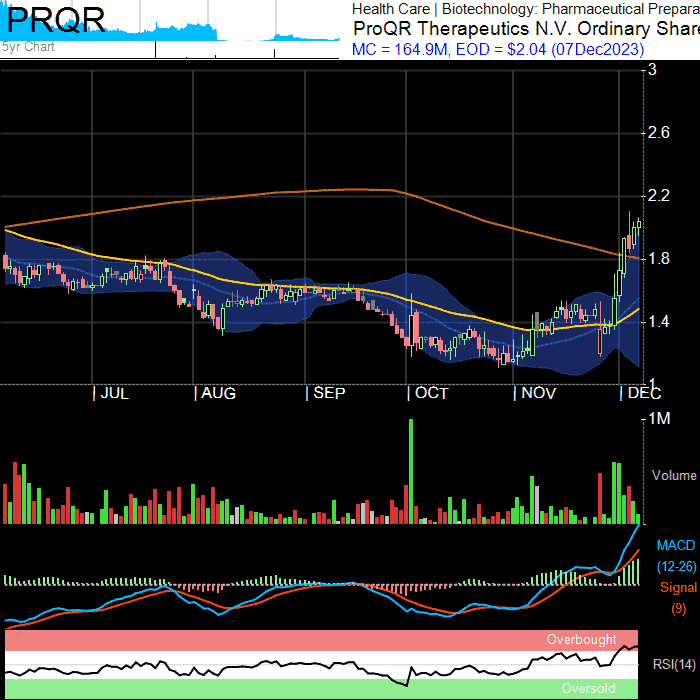 PRQR
5yr Chart
Health Care | Biotechnology: Pharmaceutical Prepara
ProQR Therapeutics N.V. Ordinary Share
MC = 164.9M, EOD = $2.04 (07Dec2023)
3
2.6
2.2
1.8
1.4
1
JUL AUG SEP OCT NOV DEC
1M
Volume
MACD
(12-26)
Signal
(9)
Overbought
RSI(14)
Oversold